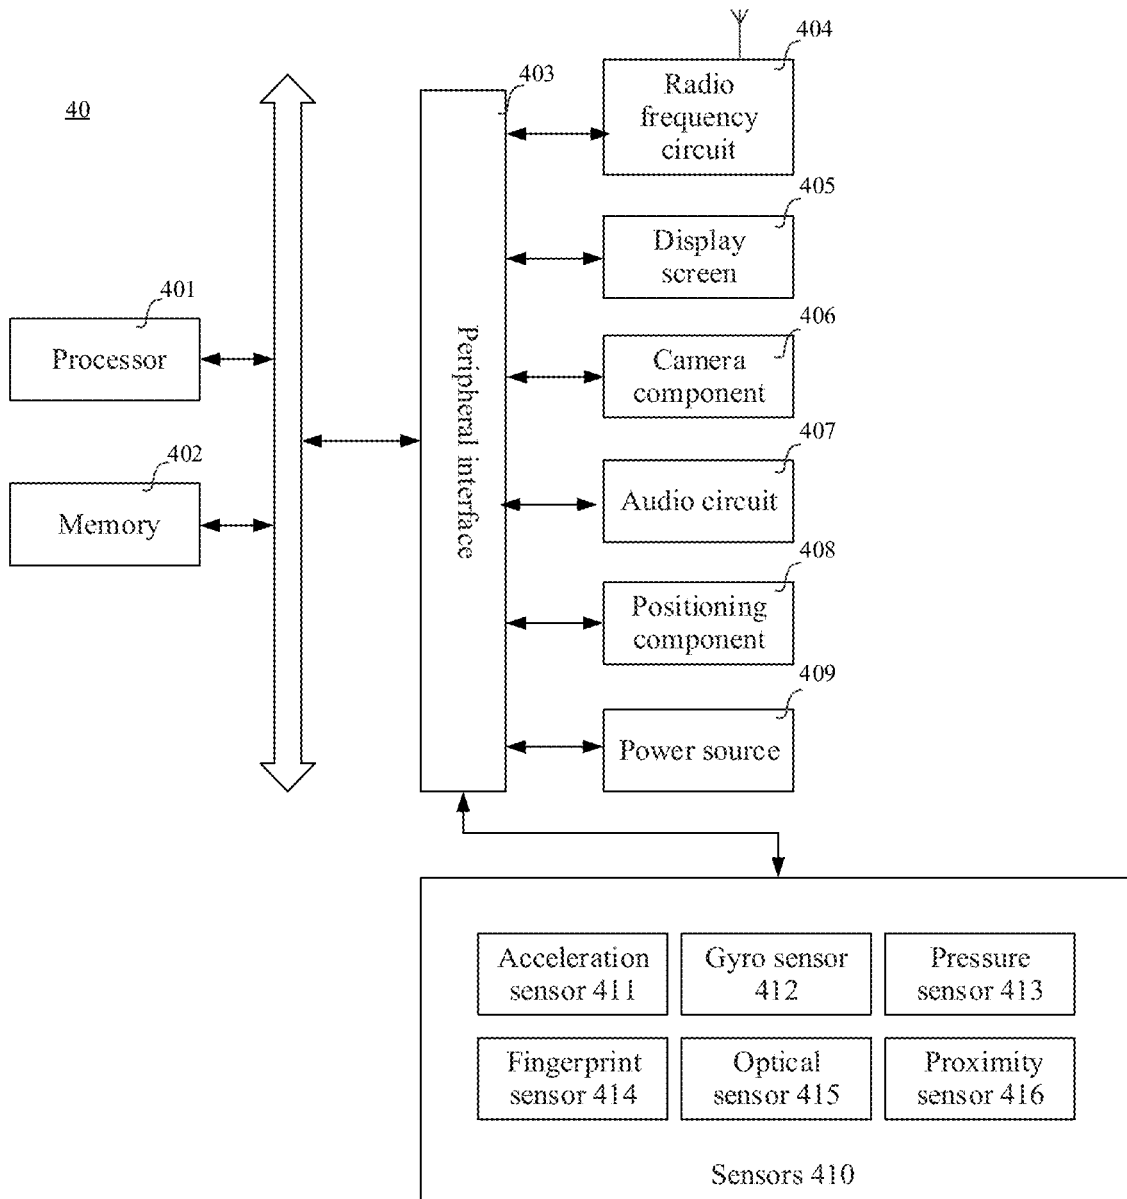 40
401
Processor
402
Memory
403
Peripheral interface
404
Radio
frequency
circuit
405
Display
screen
406
Camera
component
407
Audio circuit
408
Positioning
component
409
Power source
Acceleration
sensor 411
Gyro sensor
412
Pressure
sensor 413
Fingerprint
sensor 414
Optical
sensor 415
Proximity
sensor 416
Sensors 410